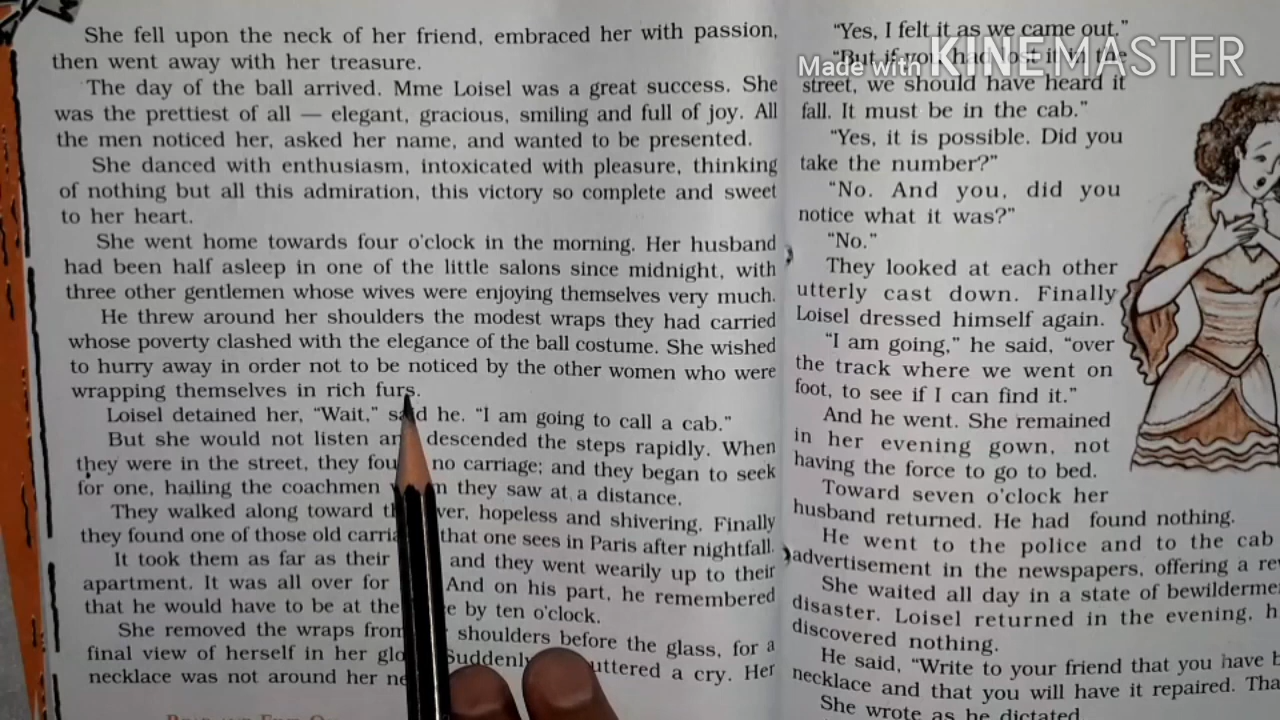 She fell upon the neck of her friend, embraced her with passion,
then went away with her treasure.
The day of the ball arrived. Mme Loisel was a great success. She
was the prettiest of all — elegant, gracious, smiling and full of joy. All
the men noticed her, asked her name, and wanted to be presented.
She danced with enthusiasm, intoxicated with pleasure, thinking
of nothing but all this admiration, this victory so complete and sweet
to her heart.
She went home towards four o'clock in the morning. Her husband
had been half asleep in one of the little salons since midnight, with
three other gentlemen whose wives were enjoying themselves very much.
He threw around her shoulders the modest wraps they had carried
whose poverty clashed with the elegance of the ball costume. She wished
to hurry away in order not to be noticed by the other women who were
wrapping themselves in rich furs.
Loisel detained her, “Wait,” said he. “I am going to call a cab.”
But she would not listen an descended the steps rapidly. When
they were in the street, they fou no carriage; and they began to seek
for one, hailing the coachmen m they saw at a distance.
They walked along toward th ver, hopeless and shivering. Finally
they found one of those old carria that one sees in Paris after nightfall.
It took them as far as their and they went wearily up to their
apartment. It was all over for And on his part, he remembered
that he would have to be at the e by ten o'clock.
She removed the wraps from shoulders before the glass, for a
final view of herself in her glo Suddenly uttered a cry. Her
necklace was not around her ne
“Yes, I felt it as we came out.”
“But if you had lost it in the
street, we should have heard it
fall. It must be in the cab.”
“Yes, it is possible. Did you
take the number?”
“No. And you, did you
notice what it was?”
“No.”
They looked at each other
utterly cast down. Finally
Loisel dressed himself again.
“I am going,” he said, “over
the track where we went on
foot, to see if I can find it.”
And he went. She remained
in her evening gown, not
having the force to go to bed.
Toward seven o'clock her
husband returned. He had found nothing.
He went to the police and to the cab
advertisement in the newspapers, offering a re
She waited all day in a state of bewilderme
disaster. Loisel returned in the evening, h
discovered nothing.
He said, “Write to your friend that you have b
necklace and that you will have it repaired. Tha
She wrote as he dictated
Made with KINEMASTER